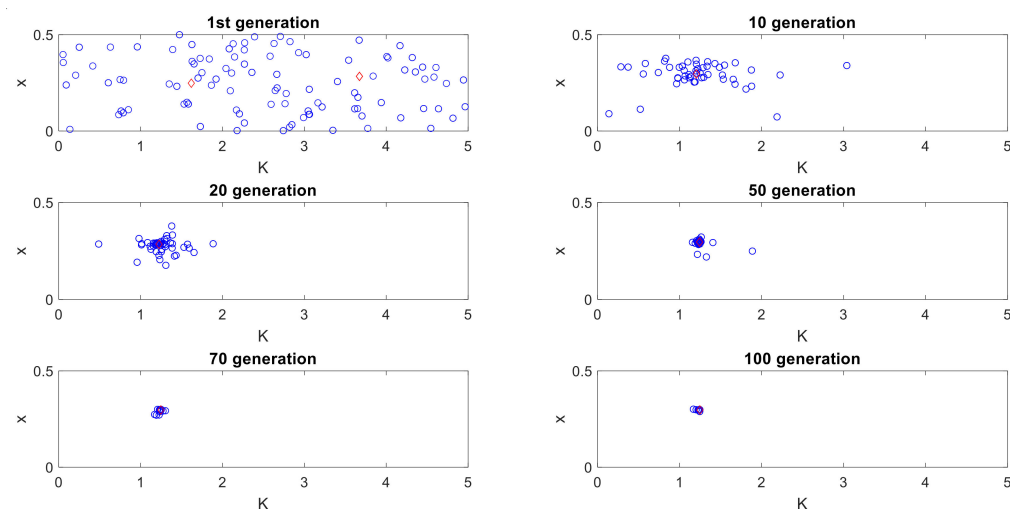 1st generation
0.5
x
0
0 1 2 3 4 5
K
10 generation
0.5
x
0
0 1 2 3 4 5
K
20 generation
0.5
x
0
0 1 2 3 4 5
K
50 generation
0.5
x
0
0 1 2 3 4 5
K
70 generation
0.5
x
0
0 1 2 3 4 5
K
100 generation
0.5
x
0
0 1 2 3 4 5
K